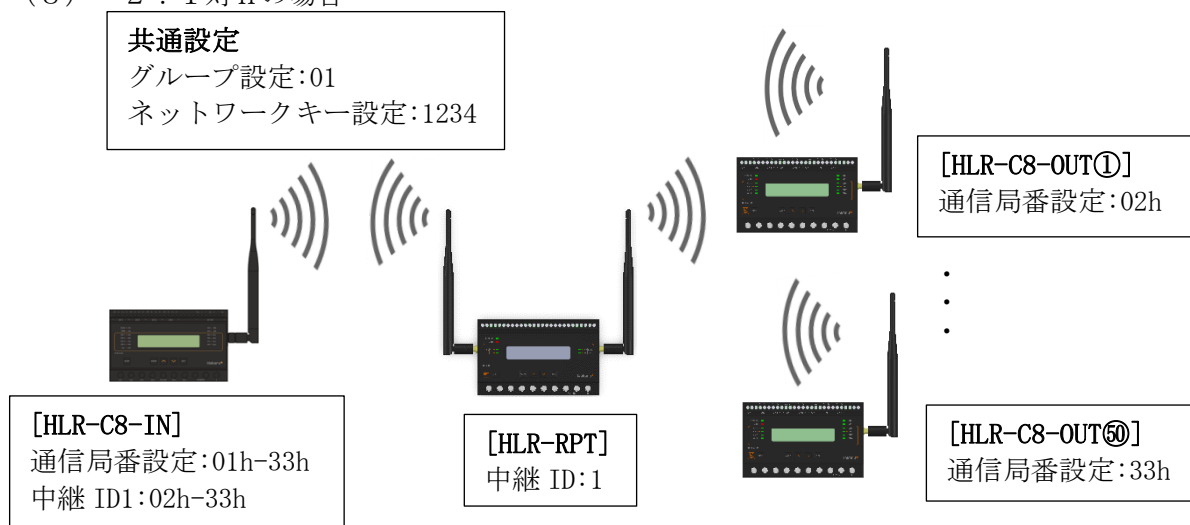 共通設定
グループ設定:01
ネットワークキー設定:1234
[HLR-C8-OUT①]
通信局番設定:02h
・
・
・
[HLR-C8-IN]
通信局番設定:01h-33h
中継 ID1:02h-33h
[HLR-RPT]
中継 ID:1
[HLR-C8-OUT㊿]
通信局番設定:33h